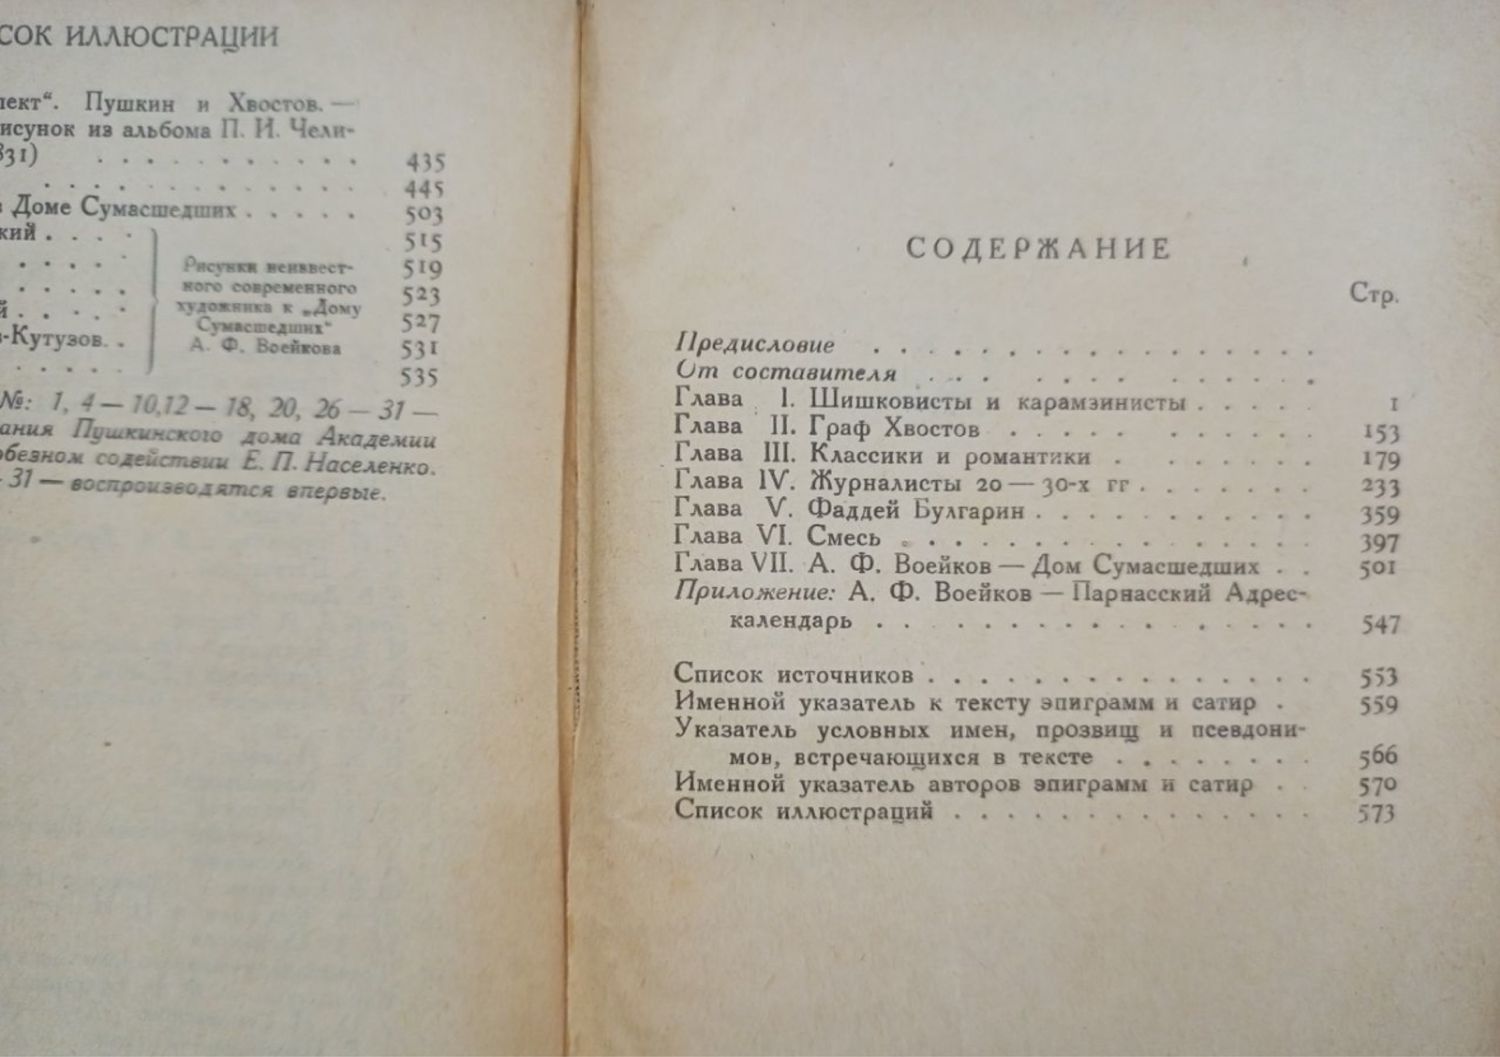 СОК ИЛЛЮСТРАЦИИ
лект“. Пушкин и Хвостов. —
исунок из альбома П. И. Чели-
831) . . . . . . . . . . . 435
. . . . . . . . . . . . 445
в Доме Сумасшедших . . . . . 503
кий . . . . 515
. . . . 519
. . . . . 523
й . . . . . 527
в-Кутузов. . 531
. . . . . 535
Рисунки неизвест-
ного современного
художника к „Дому
Сумасшедших“
А. Ф. Воейкова
№: 1, 4 — 10,12 — 18, 20, 26 — 31 —
ания Пушкинского дома Академии
обезном содействии Е. П. Населенко.
31 — воспроизводятся впервые.
СОДЕРЖАНИЕ
Стр.
Предисловие . . . . . . . . . . . . . . . . .
От составителя . . . . . . . . . . . . .
Глава I. Шишковисты и карамзинисты . . . . . 1
Глава II. Граф Хвостов . . . . . . . . . . 153
Глава III. Классики и романтики . . . . . . . 179
Глава IV. Журналисты 20 — 30-х гг . . . . . . . 233
Глава V. Фаддей Булгарин . . . . . . . . . . . 359
Глава VI. Смесь . . . . . . . . . . . . . . . . 397
Глава VII. А. Ф. Воейков — Дом Сумасшедших . . 501
Приложение: А. Ф. Воейков — Парнасский Адрес-
календарь . . . . . . . . . . . . . . . . 547
Список источников . . . . . . . . . . . . . . . 553
Именной указатель к тексту эпиграмм и сатир . 559
Указатель условных имен, прозвищ и псевдони-
мов, встречающихся в тексте . . . . . . . . 566
Именной указатель авторов эпиграмм и сатир . . 570
Список иллюстраций . . . . . . . . . . . . . . 573